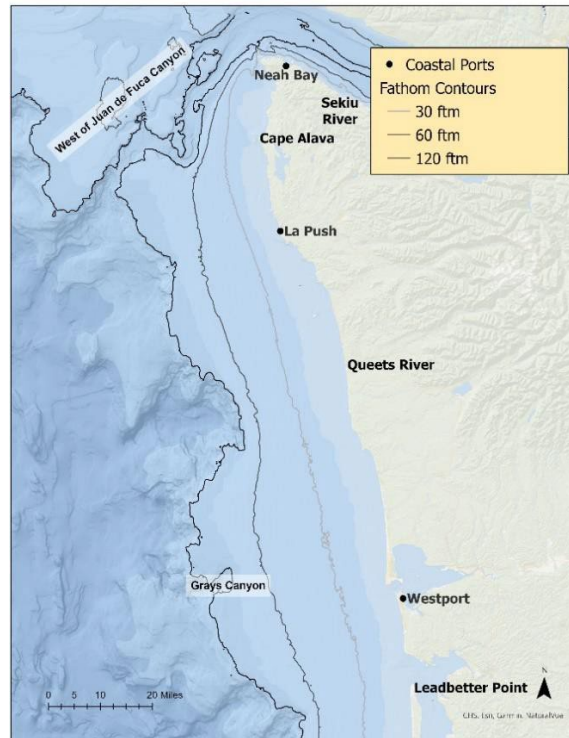 Coastal Ports
Fathom Contours
30 ftm
60 ftm
120 ftm
Neah Bay
Sekiu
River
Cape Alava
West of Juan de Fuca Canyon
La Push
Queets River
Grays Canyon
Westport
Leadbetter Point
N
0 5 10 20 Miles